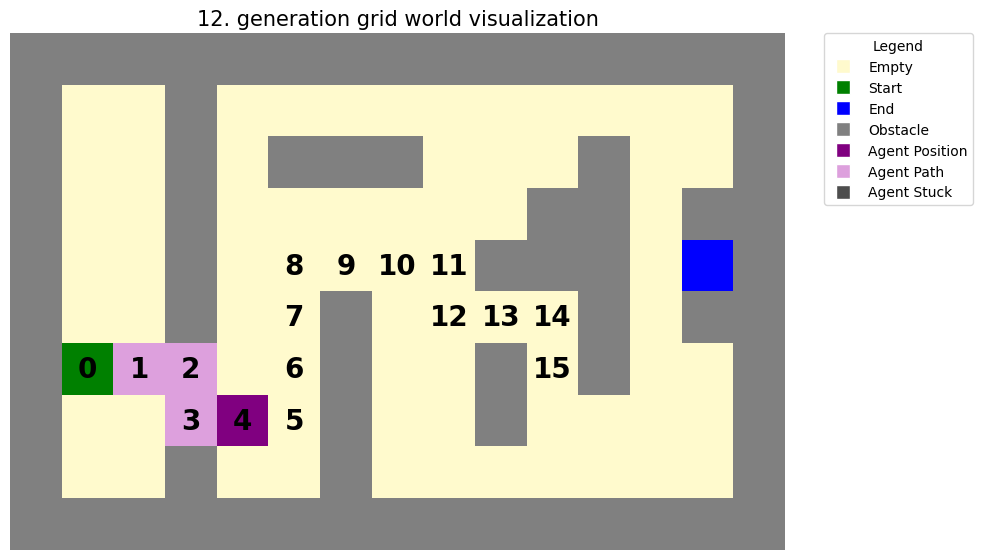 12. generation grid world visualization
Legend
Empty
Start
End
Obstacle
Agent Position
Agent Path
Agent Stuck
8 9 10 11
7 12 13 14
0 1 2 6 15
3 4 5